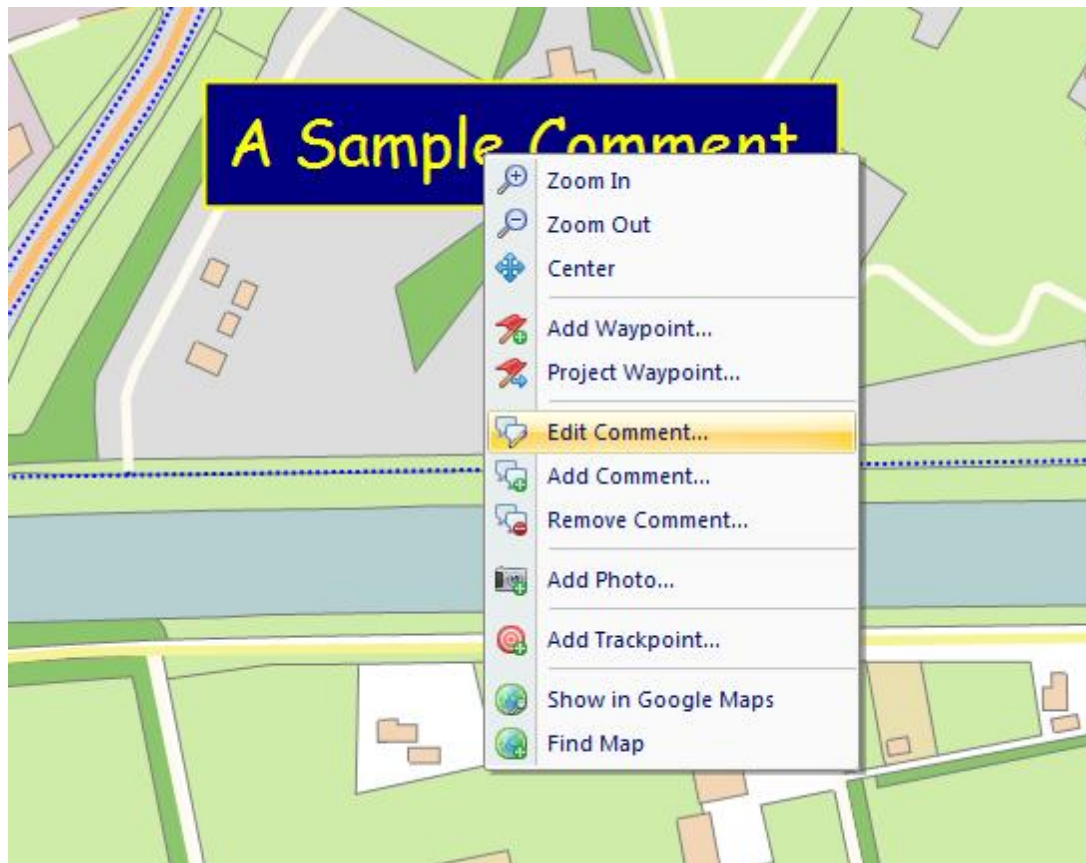 A Sample Comment
Zoom In
Zoom Out
Center
Add Waypoint...
Project Waypoint...
Edit Comment...
Add Comment...
Remove Comment...
Add Photo...
Add Trackpoint...
Show in Google Maps
Find Map